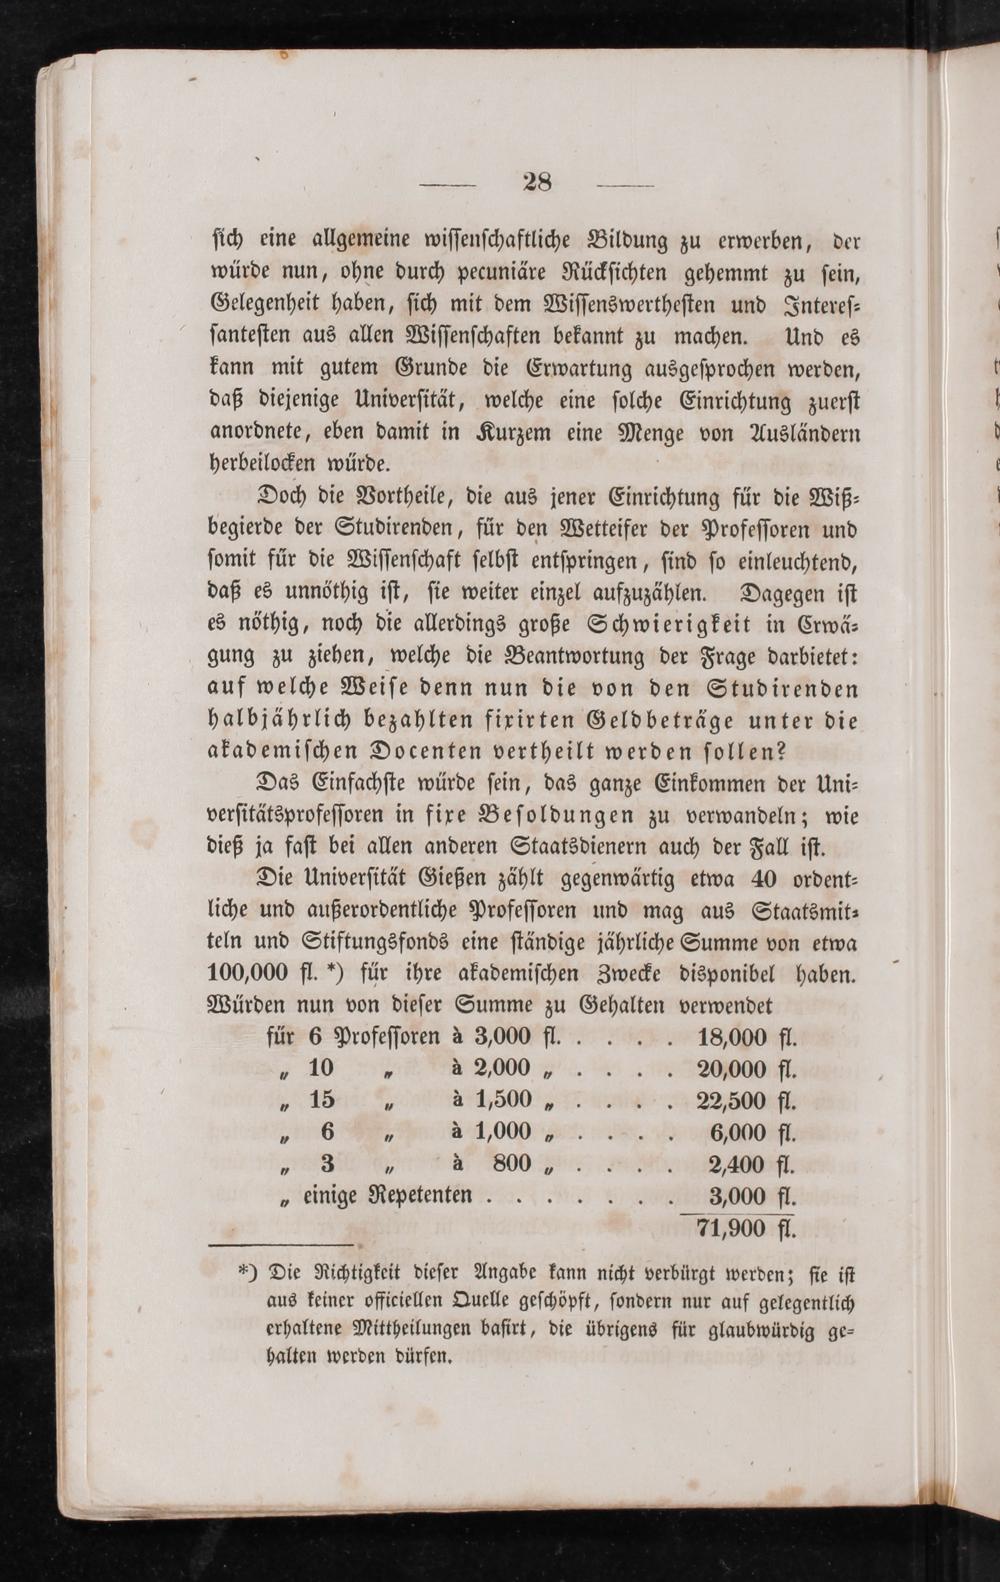 — 28 —
sich eine allgemeine wissenschaftliche Bildung zu erwerben, der
würde nun, ohne durch pecuniäre Rücksichten gehemmt zu sein,
Gelegenheit haben, sich mit dem Wissenswerthesten und Interes-
santesten aus allen Wissenschaften bekannt zu machen. Und es
kann mit gutem Grunde die Erwartung ausgesprochen werden,
daß diejenige Universität, welche eine solche Einrichtung zuerst
anordnete, eben damit in Kurzem eine Menge von Ausländern
herbeilocken würde.
Doch die Vortheile, die aus jener Einrichtung für die Wiß-
begierde der Studirenden, für den Wetteifer der Professoren und
somit für die Wissenschaft selbst entspringen, sind so einleuchtend,
daß es unnöthig ist, sie weiter einzel aufzuzählen. Dagegen ist
es nöthig, noch die allerdings große Schwierigkeit in Erwä-
gung zu ziehen, welche die Beantwortung der Frage darbietet:
auf welche Weise denn nun die von den Studirenden
halbjährlich bezahlten fixirten Geldbeträge unter die
akademischen Docenten vertheilt werden sollen?
Das Einfachste würde sein, das ganze Einkommen der Uni-
versitätsprofessoren in fixe Besoldungen zu verwandeln; wie
dieß ja fast bei allen anderen Staatsdienern auch der Fall ist.
Die Universität Gießen zählt gegenwärtig etwa 40 ordent-
liche und außerordentliche Professoren und mag aus Staatsmit-
teln und Stiftungsfonds eine ständige jährliche Summe von etwa
100,000 fl. *) für ihre akademischen Zwecke disponibel haben.
Würden nun von dieser Summe zu Gehalten verwendet
für 6 Professoren à 3,000 fl. . . . . 18,000 fl.
„ 10 „ à 2,000 „ . . . . 20,000 fl.
„ 15 „ à 1,500 „ . . . . 22,500 fl.
„ 6 „ à 1,000 „ . . . . 6,000 fl.
„ 3 „ à 800 „ . . . . 2,400 fl.
„ einige Repetenten . . . . . . . 3,000 fl.
71,900 fl.
*) Die Richtigkeit dieser Angabe kann nicht verbürgt werden; sie ist
aus keiner officiellen Quelle geschöpft, sondern nur auf gelegentlich
erhaltene Mittheilungen basirt, die übrigens für glaubwürdig ge-
halten werden dürfen.